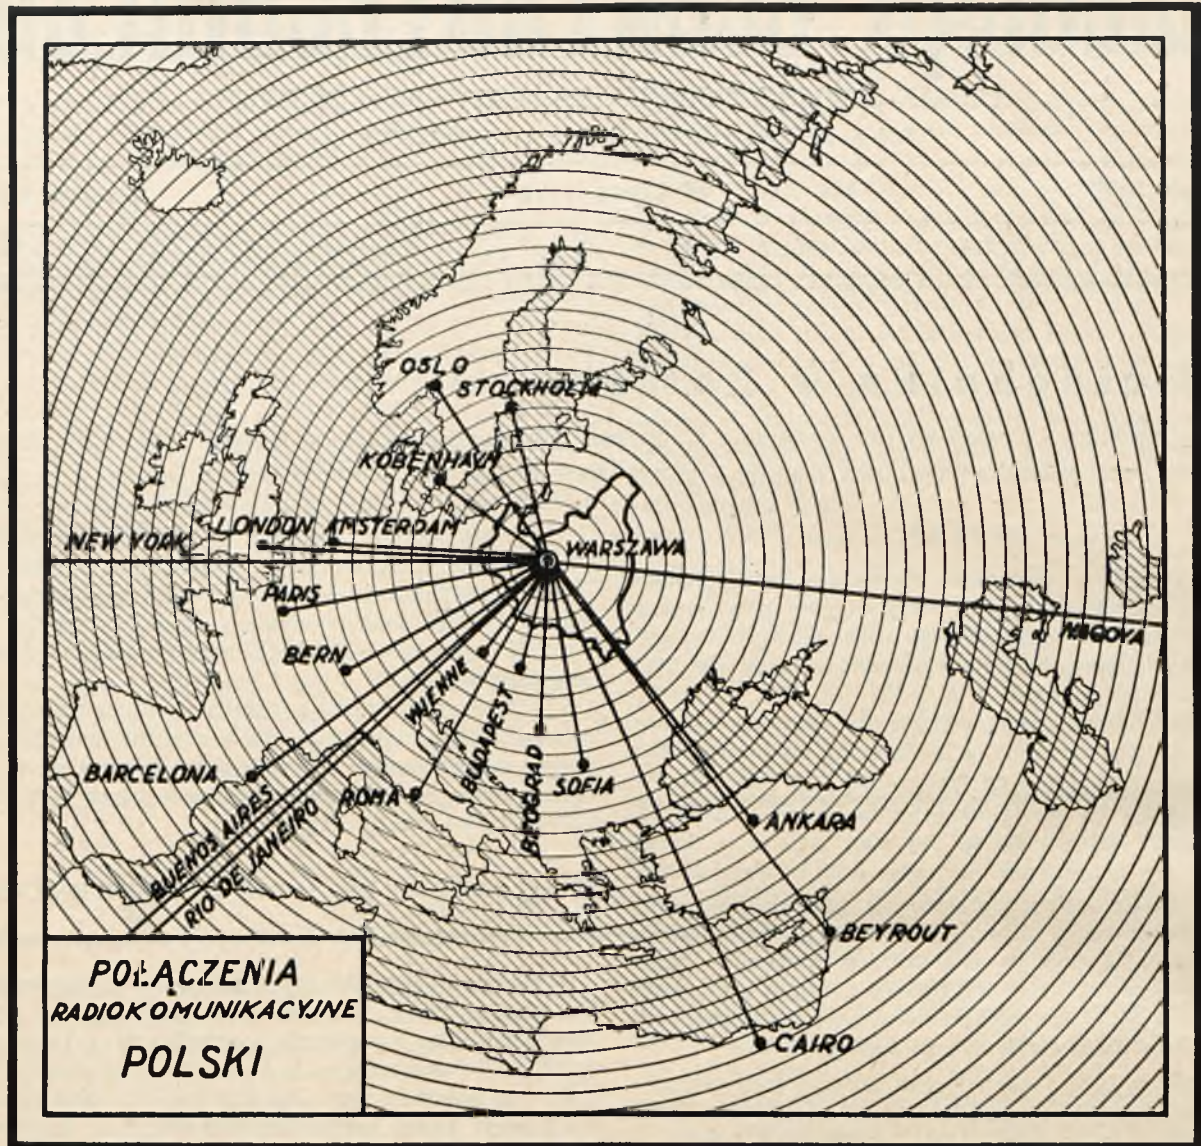 OSLO
STOCKHOLM
KOBENHAVN
LONDON AMSTERDAM
NEW YORK
WARSZAWA
PARIS
NAGOYA
BERN
WIENNE
BUDAPEST
BEOGRAD
SOFIA
BARCELONA
ROMA
ANKARA
BUENOS AIRES
RIO DE JANEIRO
BEYROUT
CAIRO
POŁĄCZENIA
RADIOKOMUNIKACYJNE
POLSKI